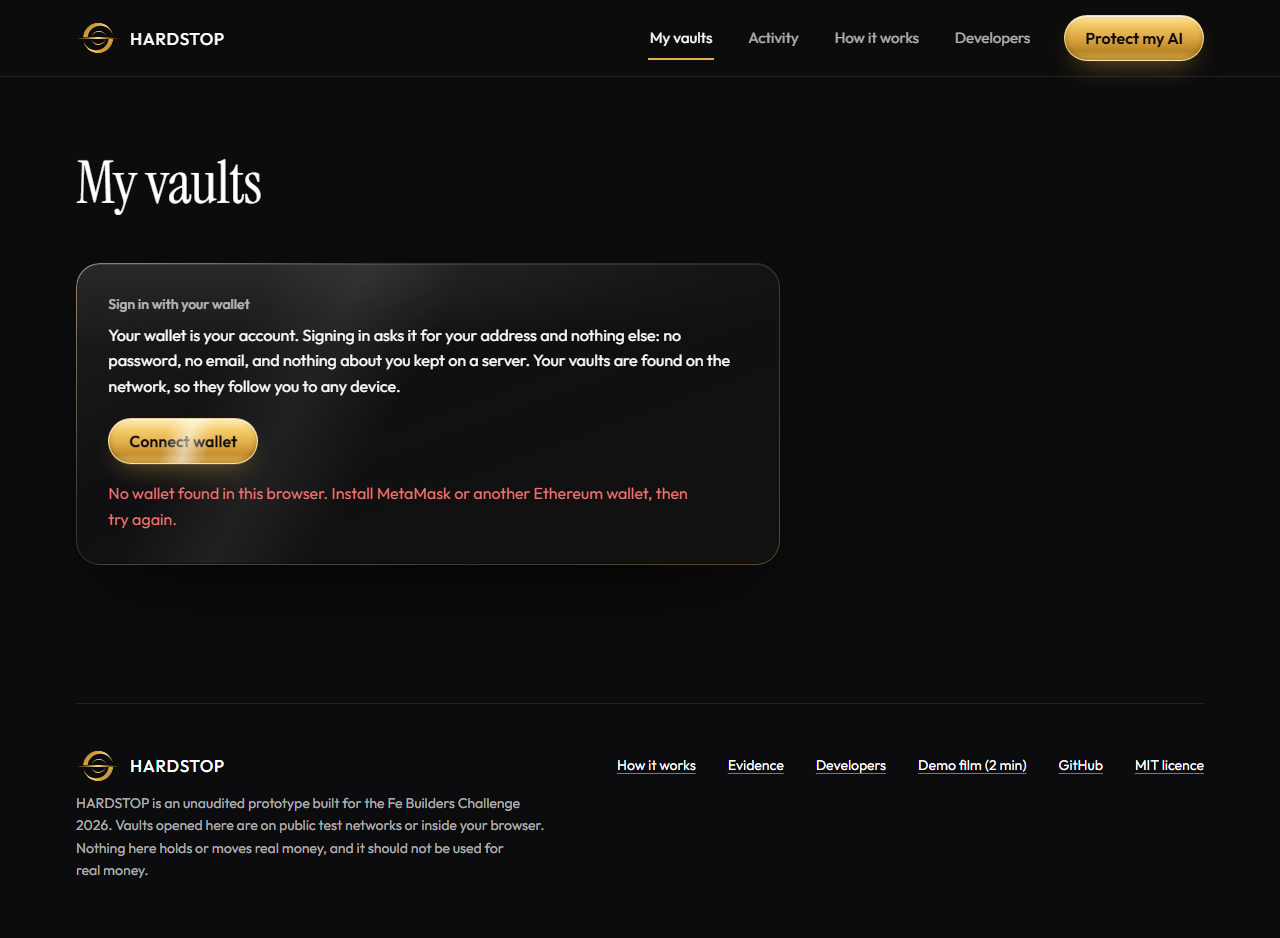 HARDSTOP
My vaults
Activity
How it works
Developers
Protect my AI
My vaults
Sign in with your wallet
Your wallet is your account. Signing in asks it for your address and nothing else: no
password, no email, and nothing about you kept on a server. Your vaults are found on the
network, so they follow you to any device.
Connect wallet
No wallet found in this browser. Install MetaMask or another Ethereum wallet, then
try again.
HARDSTOP
How it works
Evidence
Developers
Demo film (2 min)
GitHub
MIT licence
HARDSTOP is an unaudited prototype built for the Fe Builders Challenge
2026. Vaults opened here are on public test networks or inside your browser.
Nothing here holds or moves real money, and it should not be used for
real money.